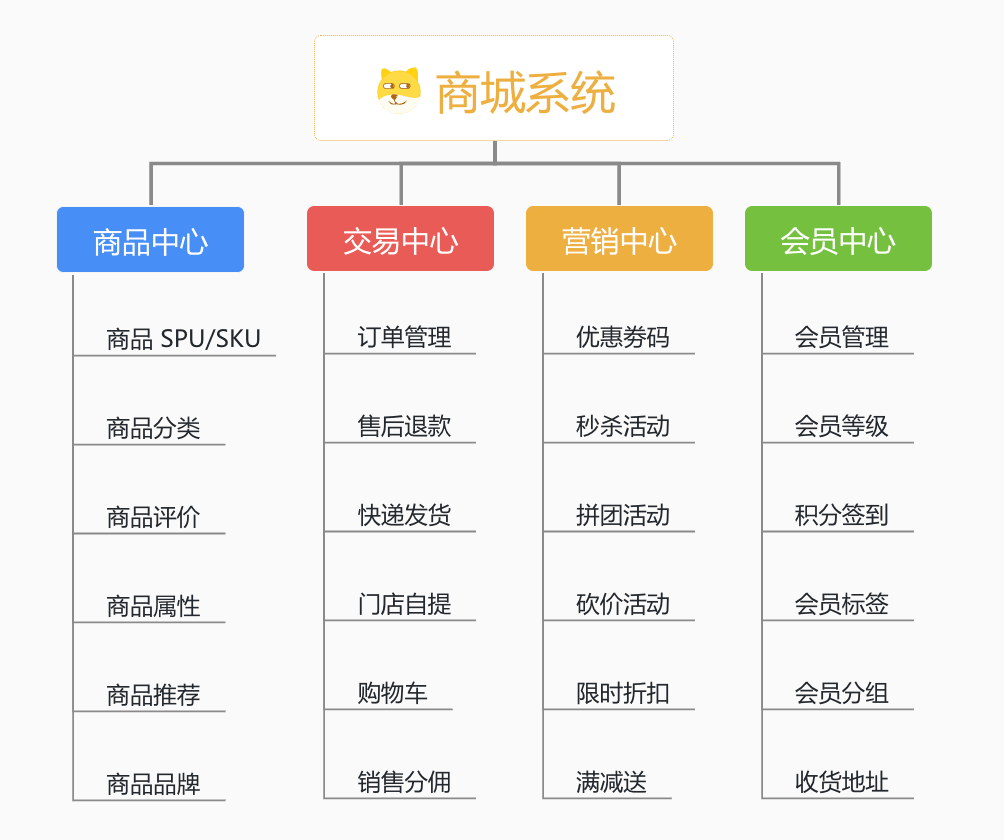 商城系统
商品中心
商品 SPU/SKU
商品分类
商品评价
商品属性
商品推荐
商品品牌
交易中心
订单管理
售后退款
快递发货
门店自提
购物车
销售分佣
营销中心
优惠劵码
秒杀活动
拼团活动
砍价活动
限时折扣
满减送
会员中心
会员管理
会员等级
积分签到
会员标签
会员分组
收货地址